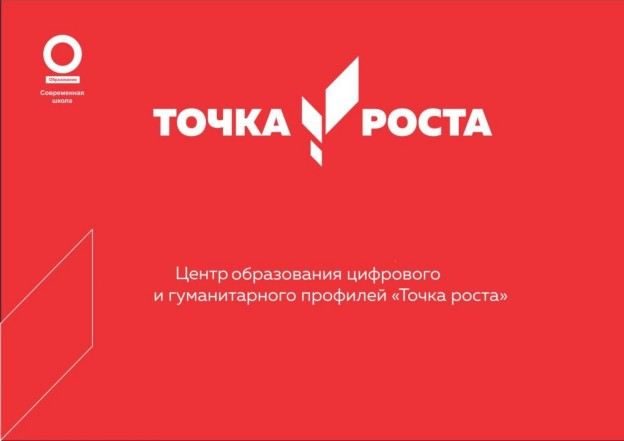 Образование
Современная
школа
ТОЧКА РОСТА
Центр образования цифрового
и гуманитарного профилей «Точка роста»